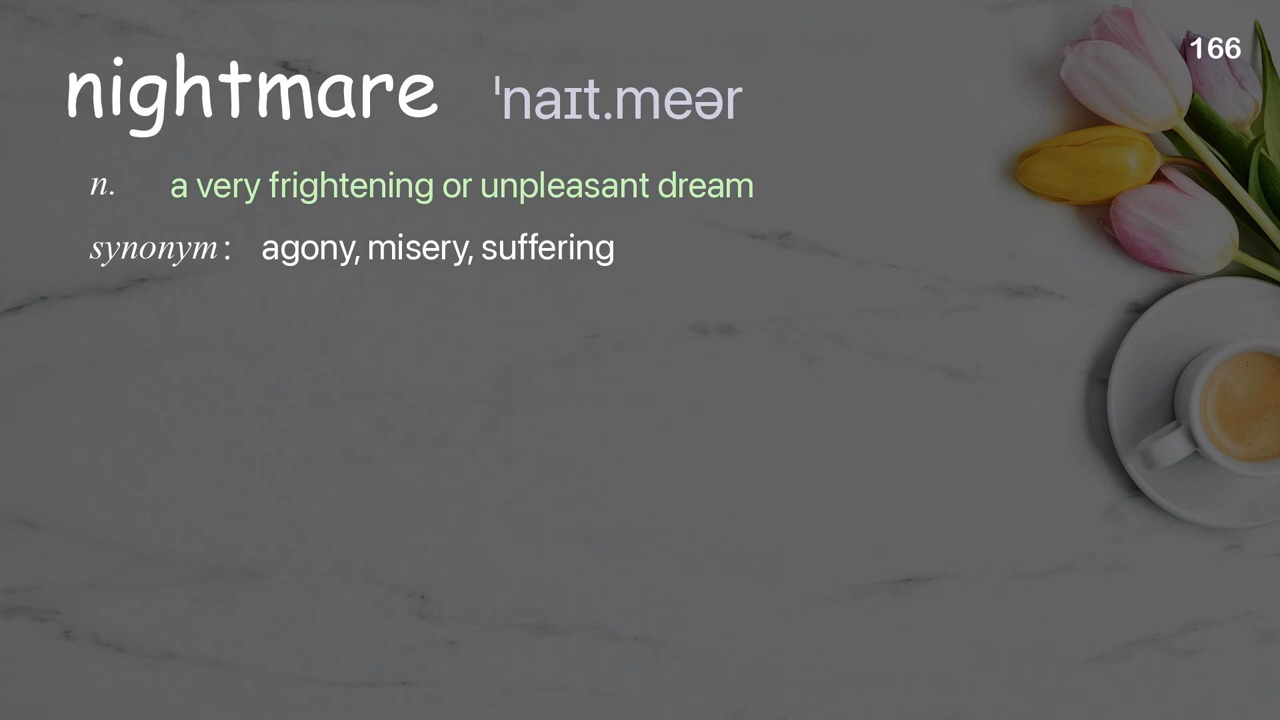 166
nightmare ˈnaɪt.meər
n. a very frightening or unpleasant dream
synonym: agony, misery, suffering